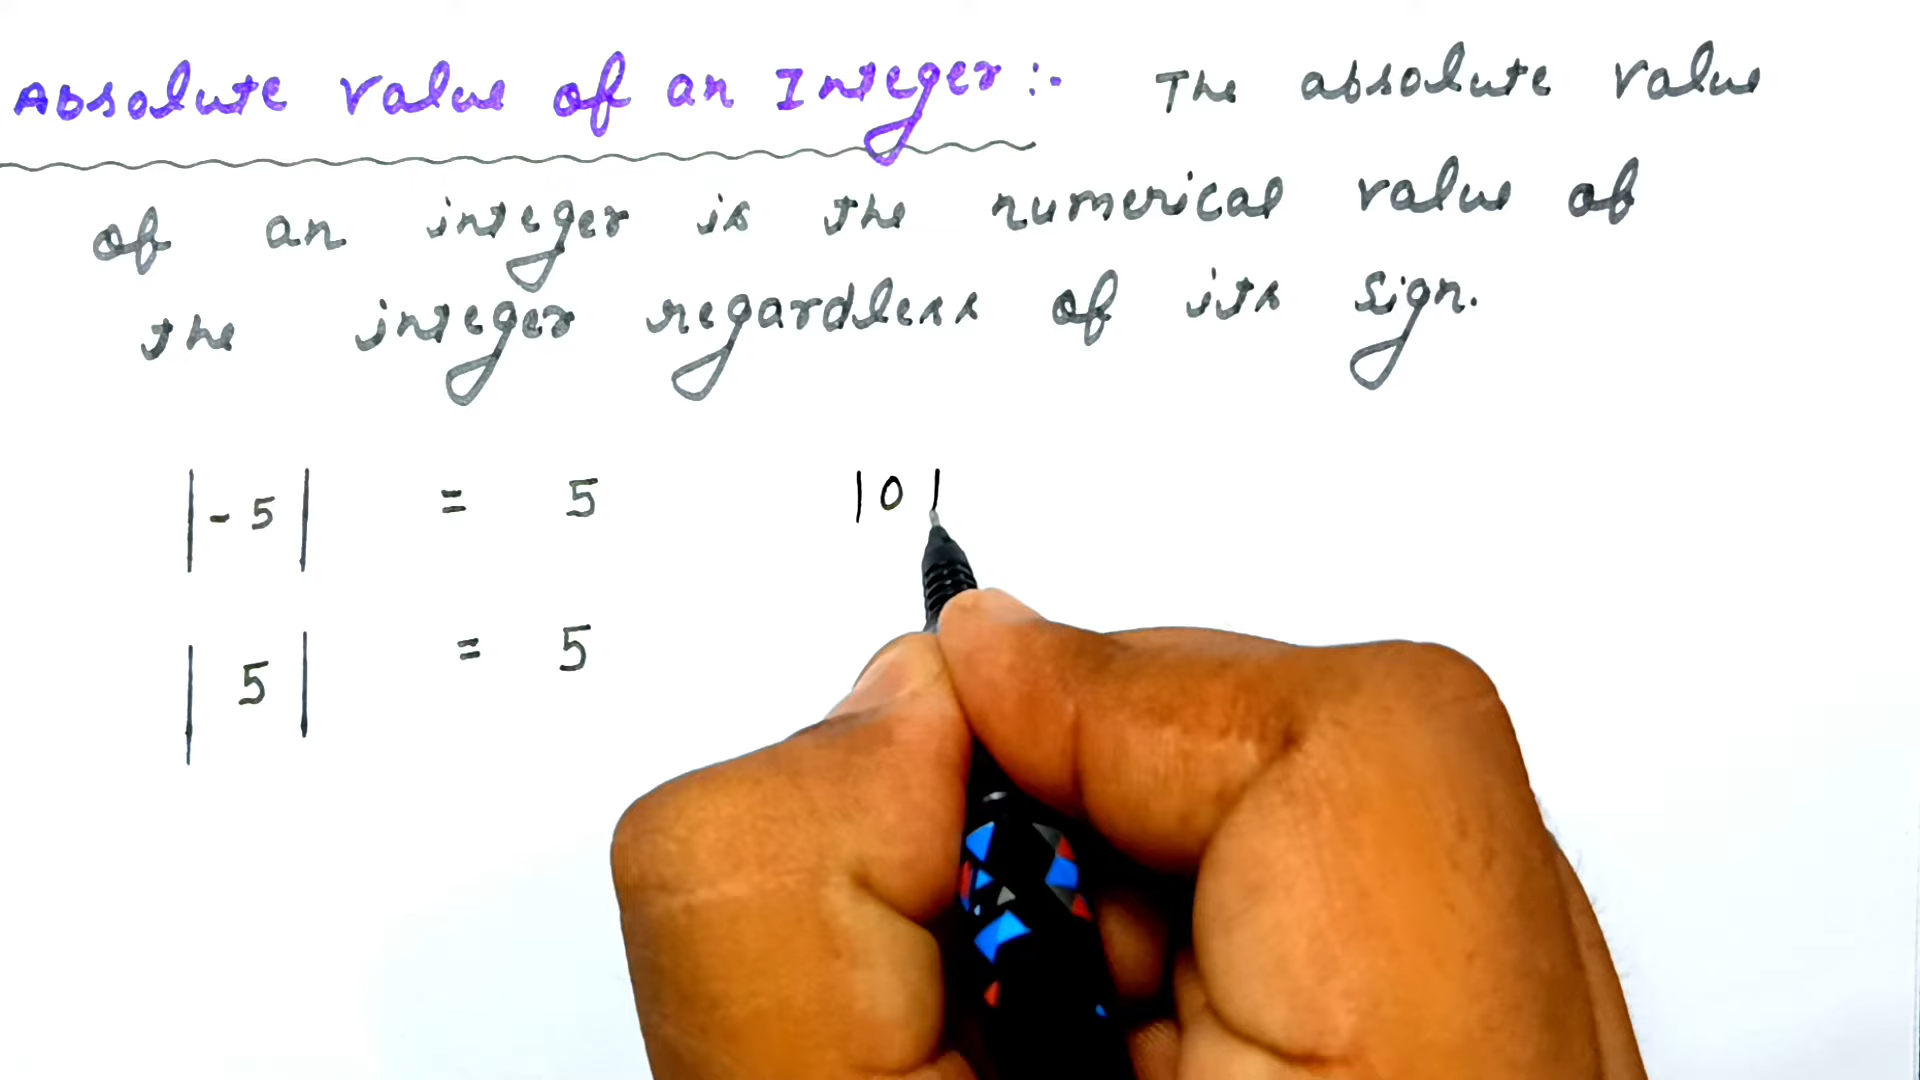 Absolute value of an Integer:- The absolute value
of an integer is the numerical value of
the integer regardless of its sign.
|-5| = 5 |0|
| 5 | = 5